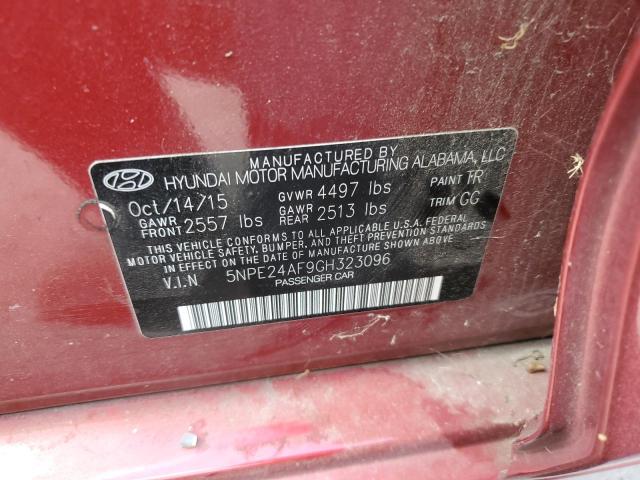 MANUFACTURED BY
HYUNDAI MOTOR MANUFACTURING ALABAMA, LLC
Oct/14/15 GVWR 4497 lbs PAINT TR
GAWR FRONT 2557 lbs GAWR REAR 2513 lbs TRIM GG
THIS VEHICLE CONFORMS TO ALL APPLICABLE U.S.A. FEDERAL
MOTOR VEHICLE SAFETY, BUMPER, AND THEFT PREVENTION STANDARDS
IN EFFECT ON THE DATE OF MANUFACTURE SHOWN ABOVE.
V.I.N 5NPE24AF9GH323096
PASSENGER CAR